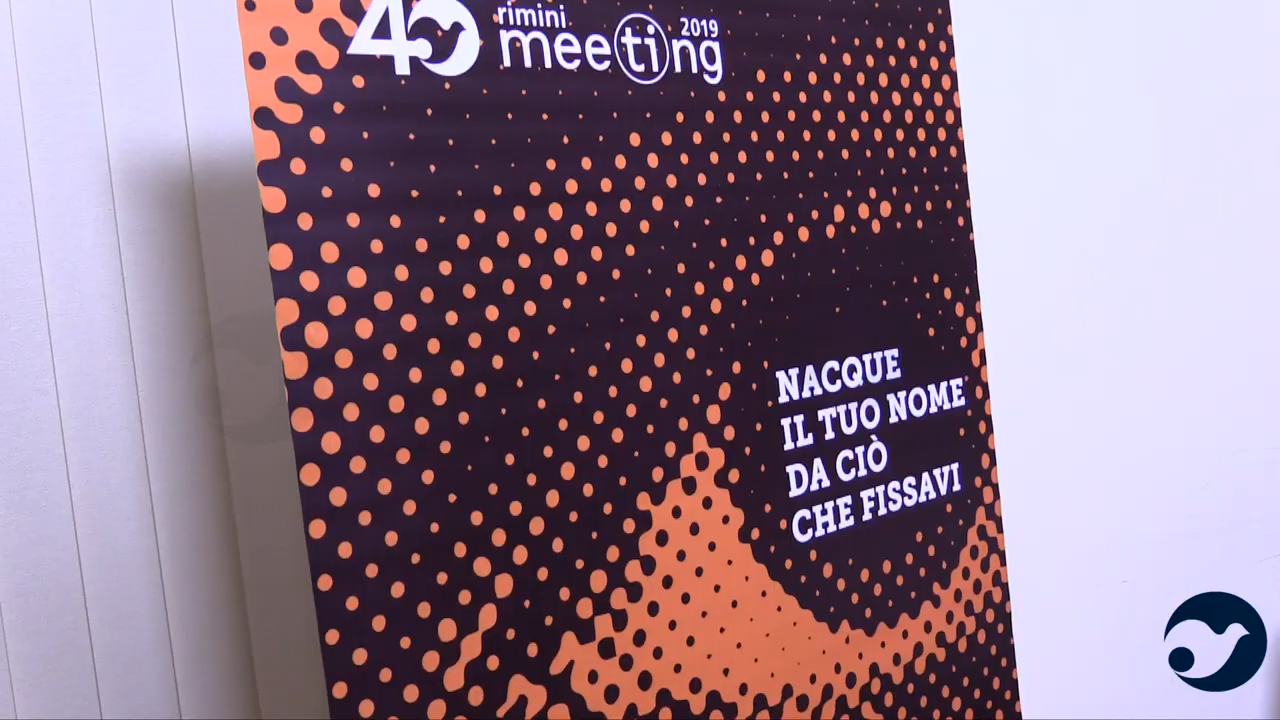 40 rimini 2019
meeting
NACQUE
IL TUO NOME
DA CIÒ
CHE FISSAVI